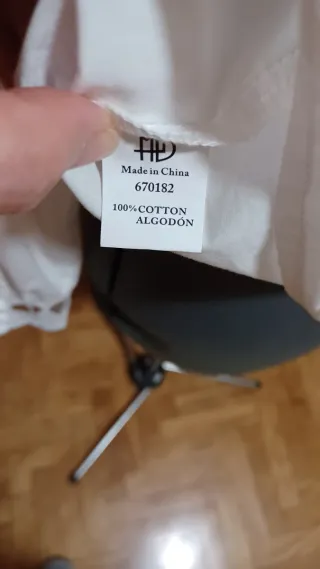 Made in China
670182
100% COTTON
ALGODÓN